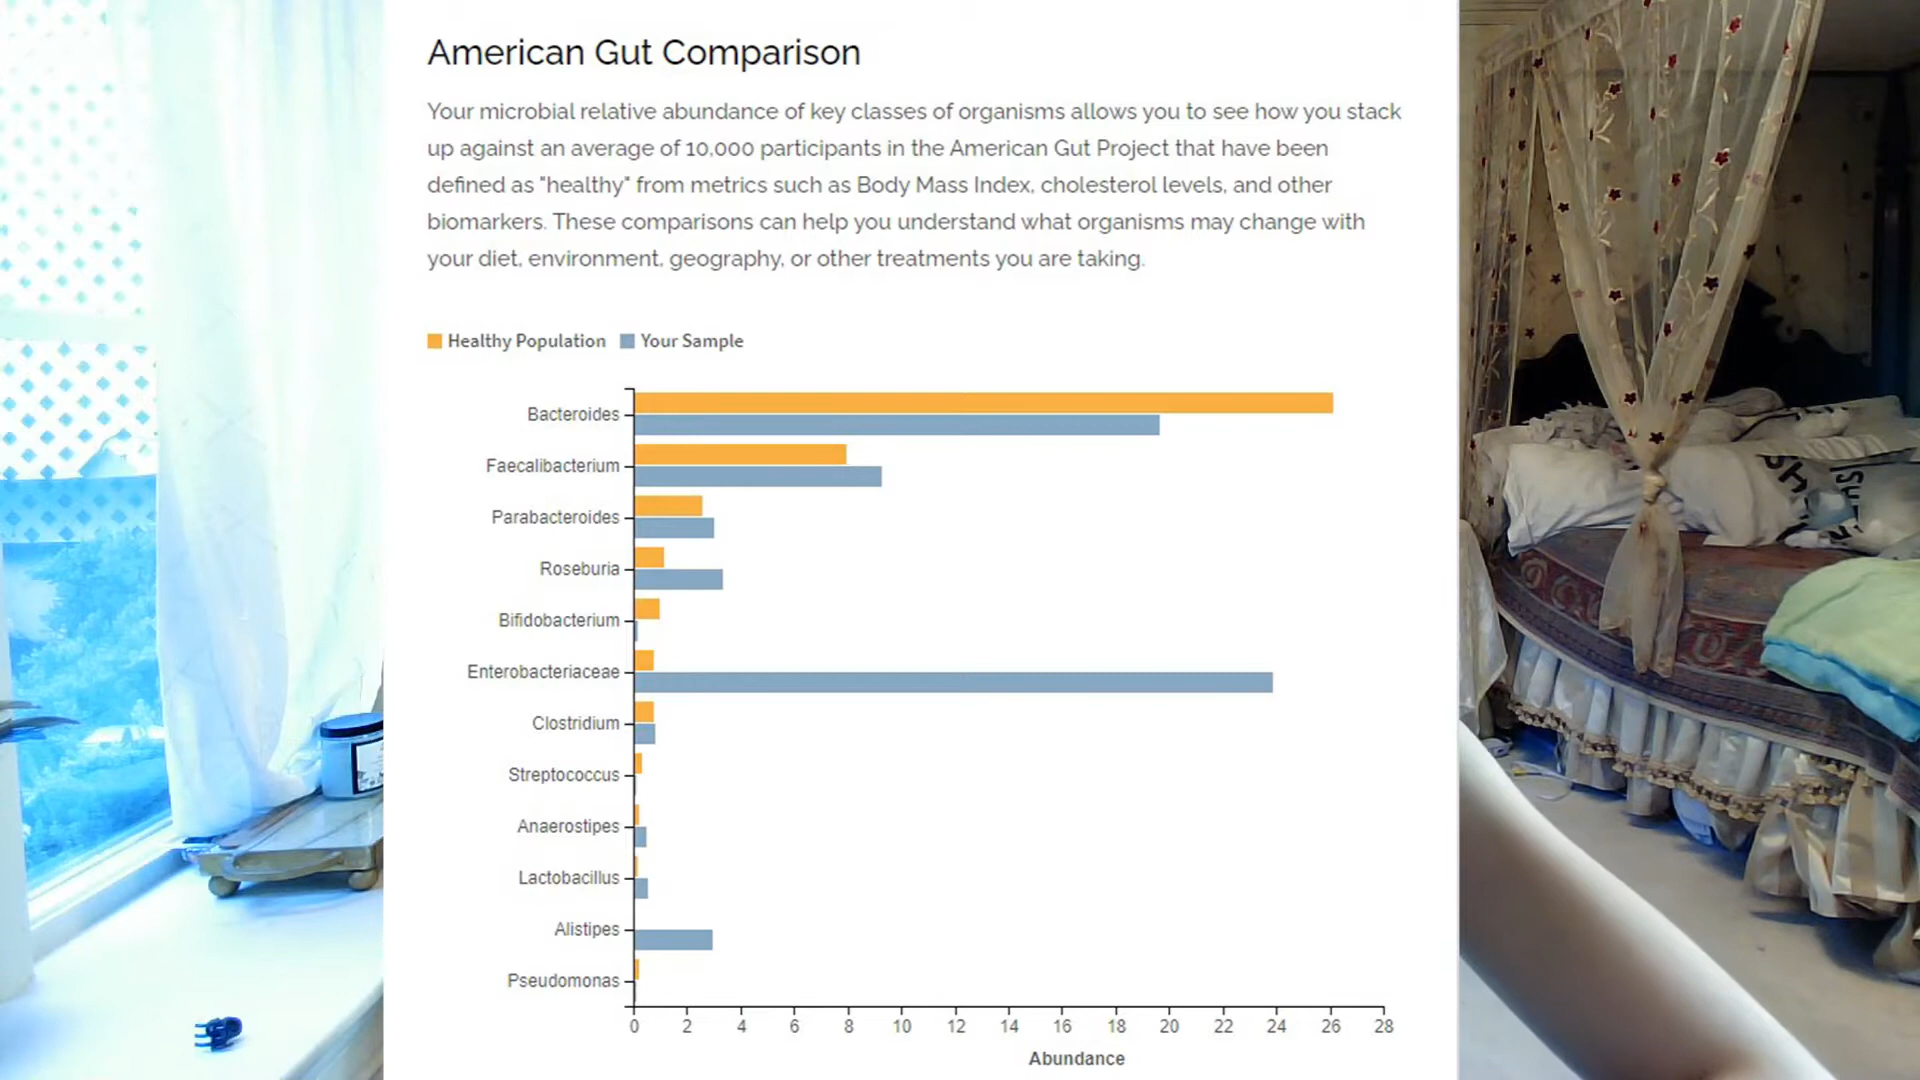 American Gut Comparison
Your microbial relative abundance of key classes of organisms allows you to see how you stack
up against an average of 10,000 participants in the American Gut Project that have been
defined as "healthy" from metrics such as Body Mass Index, cholesterol levels, and other
biomarkers. These comparisons can help you understand what organisms may change with
your diet, environment, geography, or other treatments you are taking.
Healthy Population Your Sample
Bacteroides
Faecalibacterium
Parabacteroides
Roseburia
Bifidobacterium
Enterobacteriaceae
Clostridium
Streptococcus
Anaerostipes
Lactobacillus
Alistipes
Pseudomonas
0 2 4 6 8 10 12 14 16 18 20 22 24 26 28
Abundance